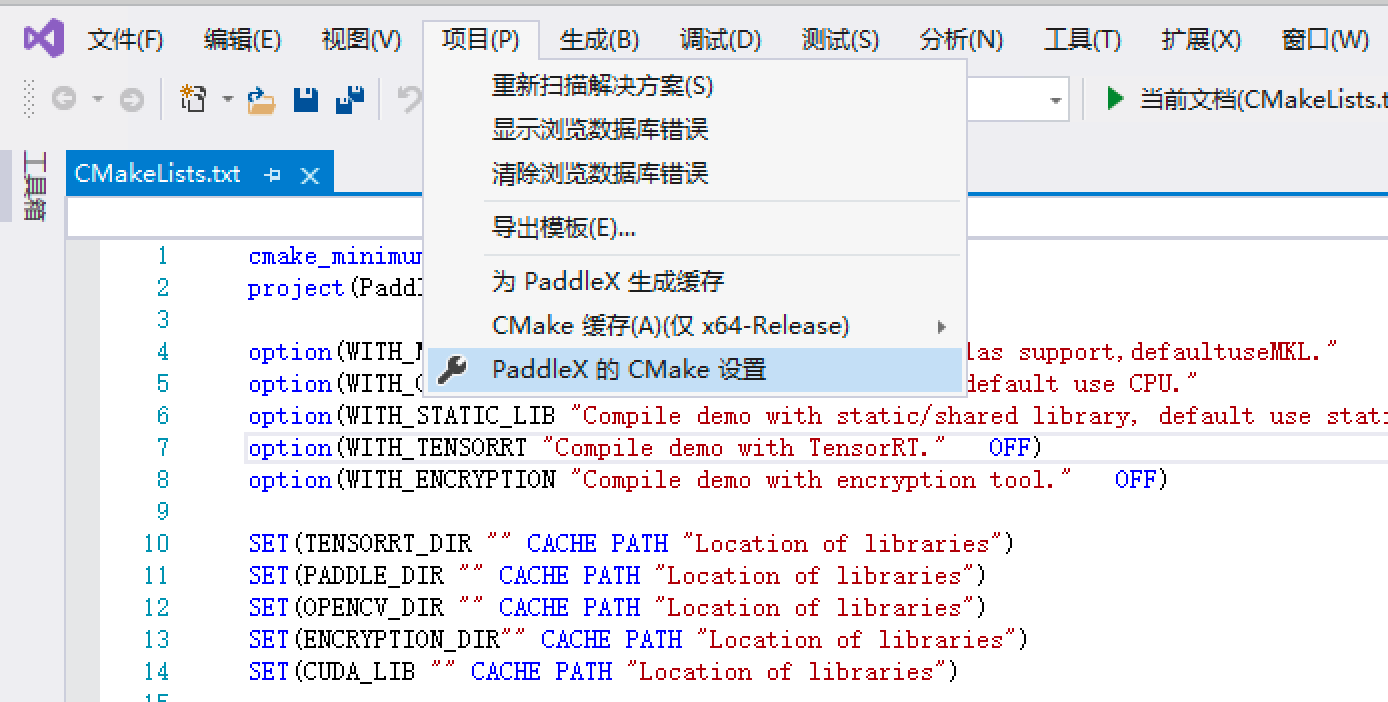 文件(F) 编辑(E) 视图(V) 项目(P) 生成(B) 调试(D) 测试(S) 分析(N) 工具(T) 扩展(X) 窗口(W)
当前文档(CMakeLists.t
重新扫描解决方案(S)
显示浏览数据库错误
清除浏览数据库错误
导出模板(E)...
为 PaddleX 生成缓存
CMake 缓存(A)(仅 x64-Release)
PaddleX 的 CMake 设置
工具箱
CMakeLists.txt
1 cmake_minimum
2 project(Paddl
3
4 option(WITH_M las support,defaultuseMKL."
5 option(WITH_G default use CPU."
6 option(WITH_STATIC_LIB "Compile demo with static/shared library, default use stati
7 option(WITH_TENSORRT "Compile demo with TensorRT." OFF)
8 option(WITH_ENCRYPTION "Compile demo with encryption tool." OFF)
9
10 SET(TENSORRT_DIR "" CACHE PATH "Location of libraries")
11 SET(PADDLE_DIR "" CACHE PATH "Location of libraries")
12 SET(OPENCV_DIR "" CACHE PATH "Location of libraries")
13 SET(ENCRYPTION_DIR"" CACHE PATH "Location of libraries")
14 SET(CUDA_LIB "" CACHE PATH "Location of libraries")
15